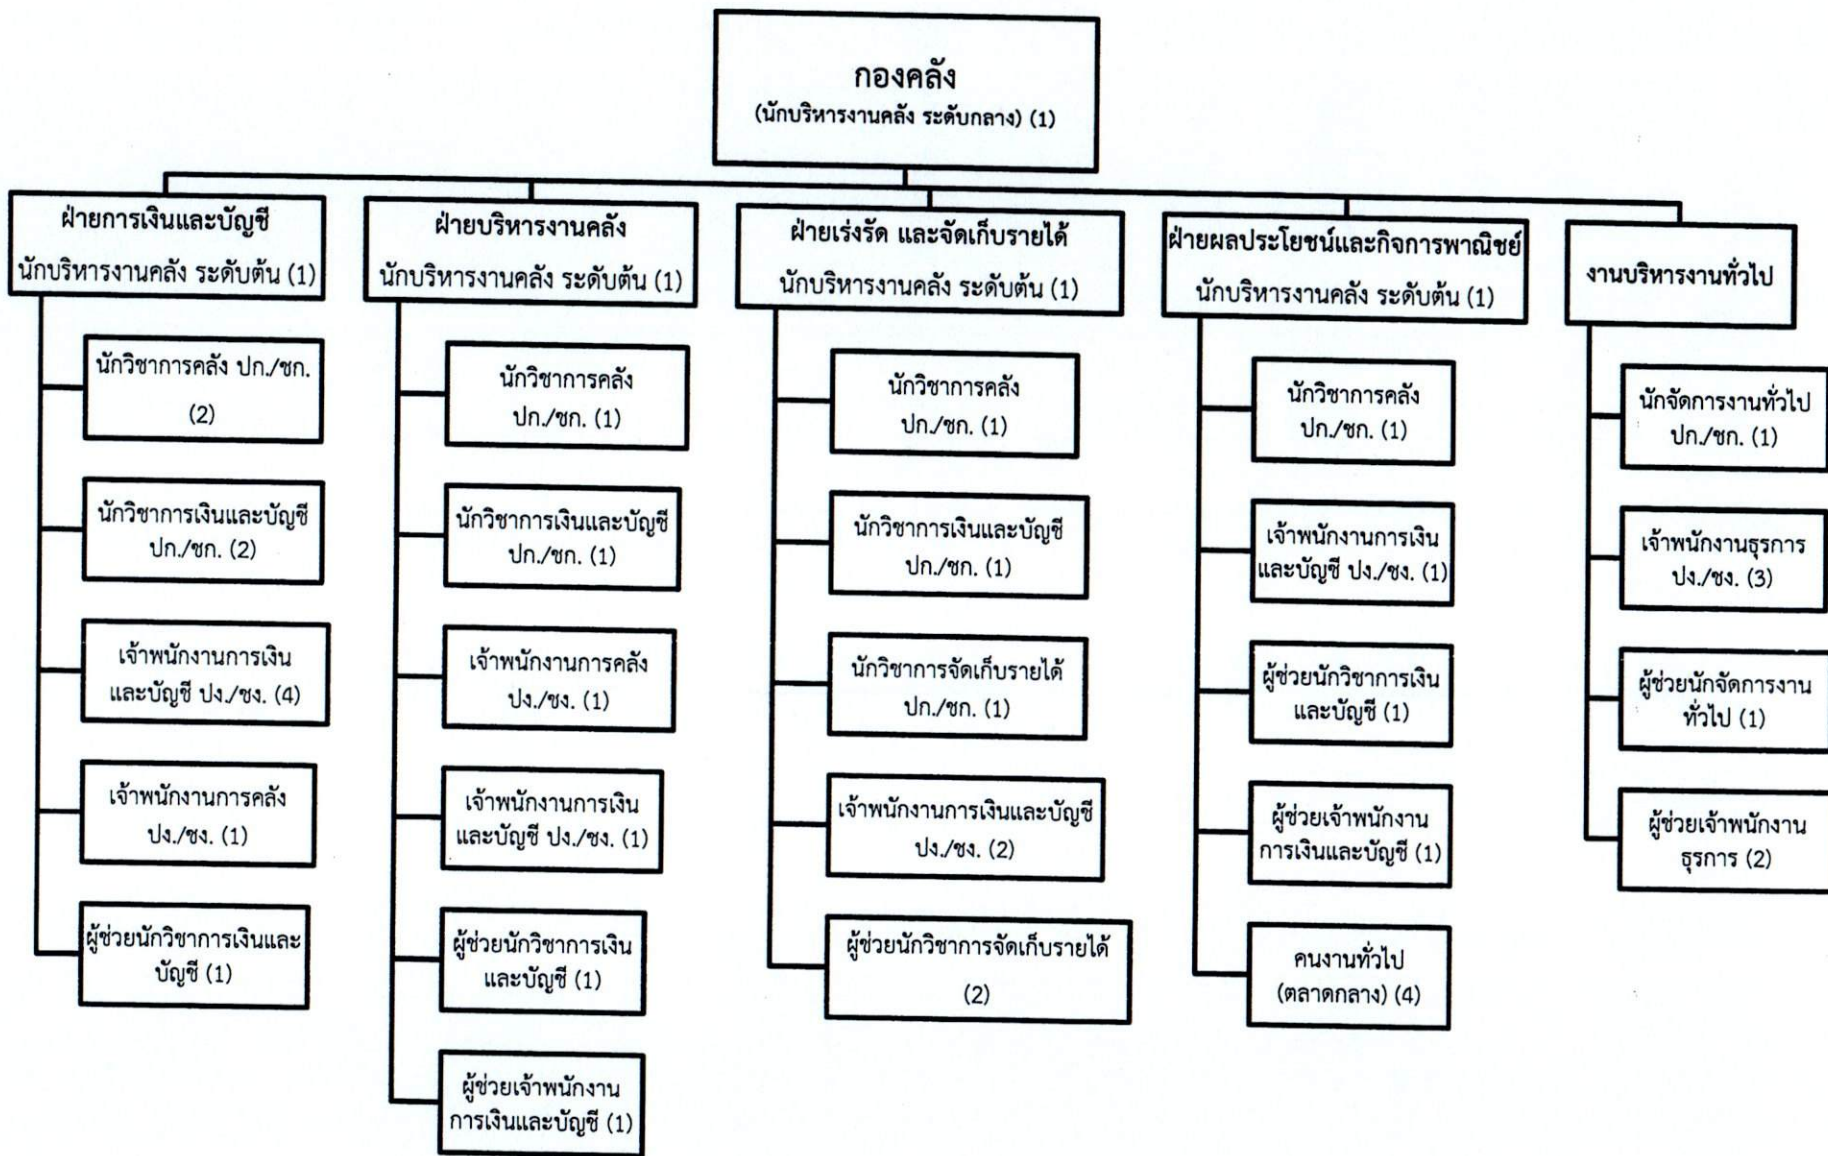 กองคลัง
(นักบริหารงานคลัง ระดับกลาง) (1)
ฝ่ายการเงินและบัญชี
นักบริหารงานคลัง ระดับต้น (1)
นักวิชาการคลัง ปก./ชก.
(2)
นักวิชาการเงินและบัญชี
ปก./ชก. (2)
เจ้าพนักงานการเงิน
และบัญชี ปง./ชง. (4)
เจ้าพนักงานการคลัง
ปง./ชง. (1)
ผู้ช่วยนักวิชาการเงินและ
บัญชี (1)
ฝ่ายบริหารงานคลัง
นักบริหารงานคลัง ระดับต้น (1)
นักวิชาการคลัง
ปก./ชก. (1)
นักวิชาการเงินและบัญชี
ปก./ชก. (1)
เจ้าพนักงานการคลัง
ปง./ชง. (1)
เจ้าพนักงานการเงิน
และบัญชี ปง./ชง. (1)
ผู้ช่วยนักวิชาการเงิน
และบัญชี (1)
ผู้ช่วยเจ้าพนักงาน
การเงินและบัญชี (1)
ฝ่ายเร่งรัด และจัดเก็บรายได้
นักบริหารงานคลัง ระดับต้น (1)
นักวิชาการคลัง
ปก./ชก. (1)
นักวิชาการเงินและบัญชี
ปก./ชก. (1)
นักวิชาการจัดเก็บรายได้
ปก./ชก. (1)
เจ้าพนักงานการเงินและบัญชี
ปง./ชง. (2)
ผู้ช่วยนักวิชาการจัดเก็บรายได้
(2)
ฝ่ายผลประโยชน์และกิจการพาณิชย์
นักบริหารงานคลัง ระดับต้น (1)
นักวิชาการคลัง
ปก./ชก. (1)
เจ้าพนักงานการเงิน
และบัญชี ปง./ชง. (1)
ผู้ช่วยนักวิชาการเงิน
และบัญชี (1)
ผู้ช่วยเจ้าพนักงาน
การเงินและบัญชี (1)
คนงานทั่วไป
(ตลาดกลาง) (4)
งานบริหารงานทั่วไป
นักจัดการงานทั่วไป
ปก./ชก. (1)
เจ้าพนักงานธุรการ
ปง./ชง. (3)
ผู้ช่วยนักจัดการงาน
ทั่วไป (1)
ผู้ช่วยเจ้าพนักงาน
ธุรการ (2)